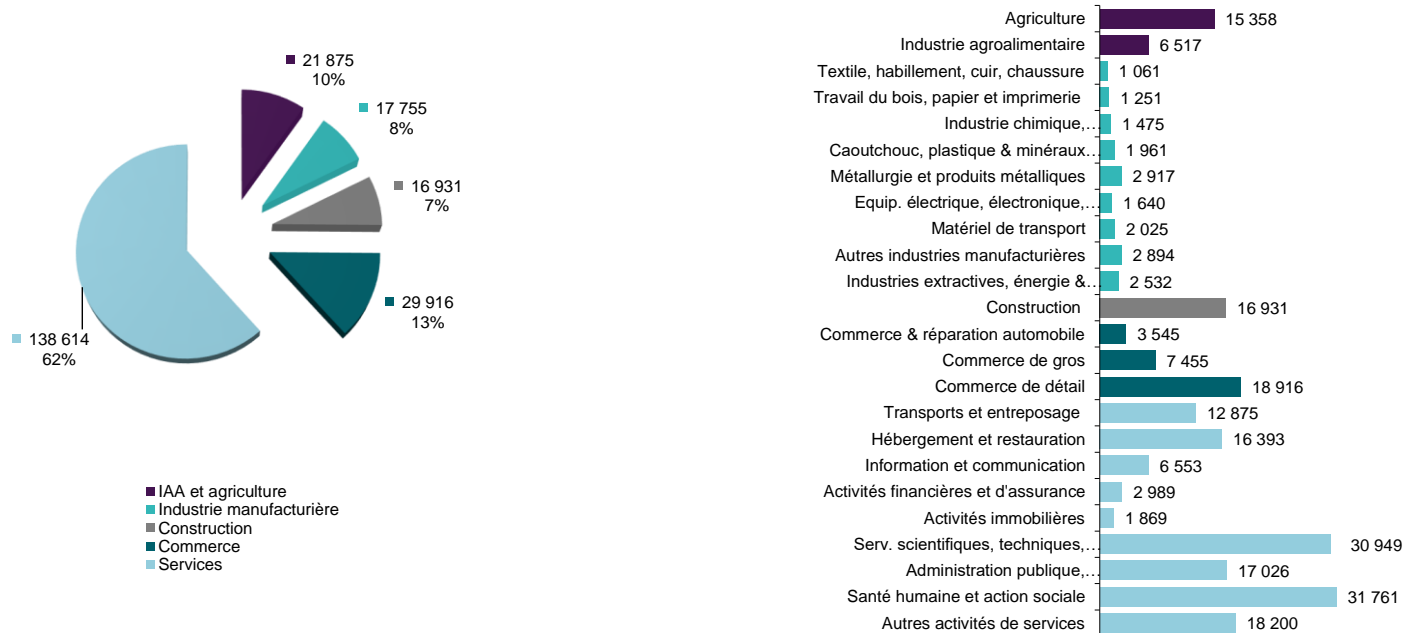 21 875
10%
17 755
8%
16 931
7%
29 916
13%
138 614
62%
IAA et agriculture
Industrie manufacturière
Construction
Commerce
Services
Agriculture 15 358
Industrie agroalimentaire 6 517
Textile, habillement, cuir, chaussure 1 061
Travail du bois, papier et imprimerie 1 251
Industrie chimique,… 1 475
Caoutchouc, plastique & minéraux… 1 961
Métallurgie et produits métalliques 2 917
Equip. électrique, électronique,… 1 640
Matériel de transport 2 025
Autres industries manufacturières 2 894
Industries extractives, énergie &… 2 532
Construction 16 931
Commerce & réparation automobile 3 545
Commerce de gros 7 455
Commerce de détail 18 916
Transports et entreposage 12 875
Hébergement et restauration 16 393
Information et communication 6 553
Activités financières et d'assurance 2 989
Activités immobilières 1 869
Serv. scientifiques, techniques,… 30 949
Administration publique,… 17 026
Santé humaine et action sociale 31 761
Autres activités de services 18 200